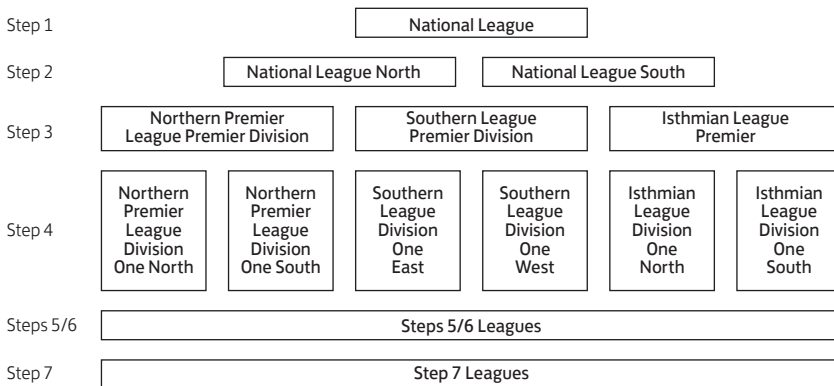 Step 1
National League
Step 2
National League North
National League South
Step 3
Northern Premier
League Premier Division
Southern League
Premier Division
Isthmian League
Premier
Step 4
Northern
Premier
League
Division
One North
Northern
Premier
League
Division
One South
Southern
League
Division
One
East
Southern
League
Division
One
West
Isthmian
League
Division
One
North
Isthmian
League
Division
One
South
Steps 5/6
Steps 5/6 Leagues
Step 7
Step 7 Leagues